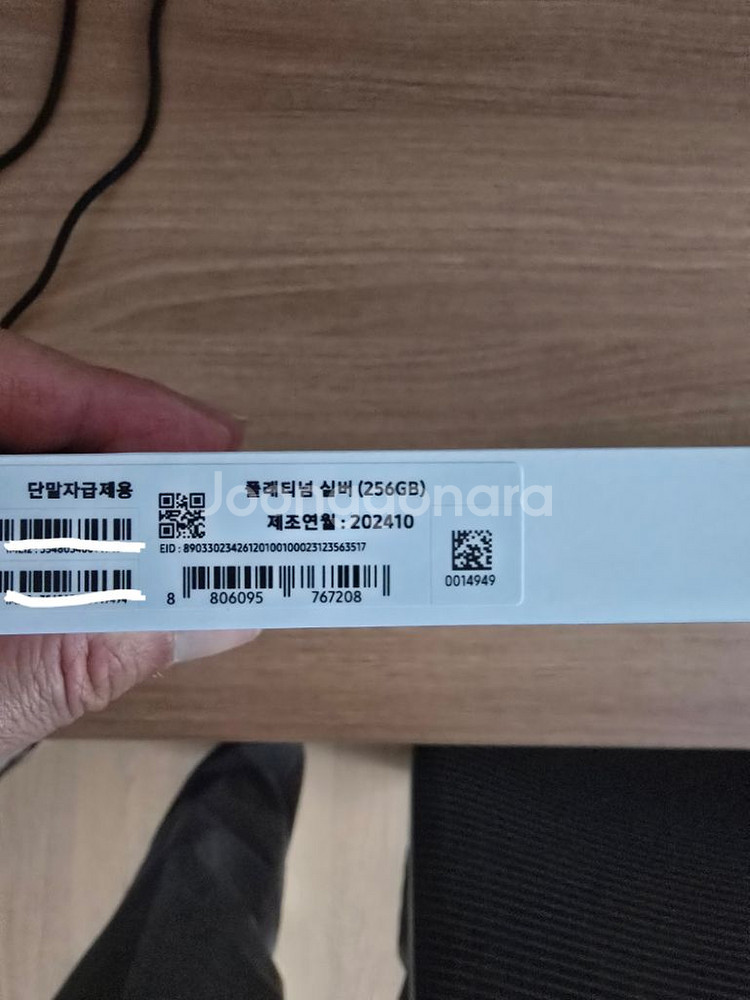 단말자급제용
플래티넘 실버 (256GB)
제조연월 : 202410
EID : 89033023426120100100023123563517
8 806095 767208
0014949
Joongonara